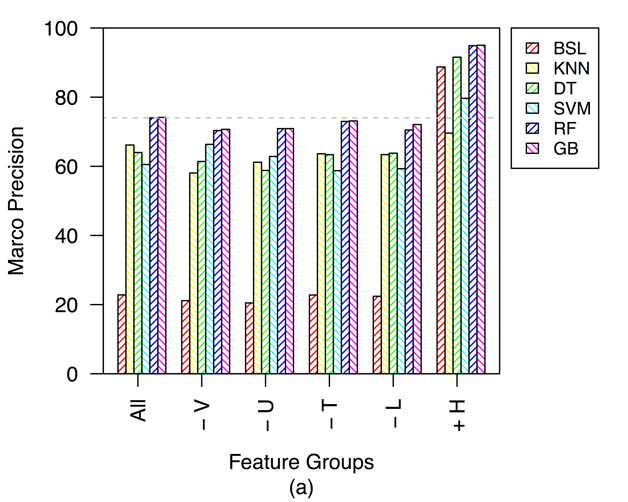 100
80
60
40
20
0
Marco Precision
All
– V
– U
– T
– L
+ H
Feature Groups
(a)
BSL
KNN
DT
SVM
RF
GB